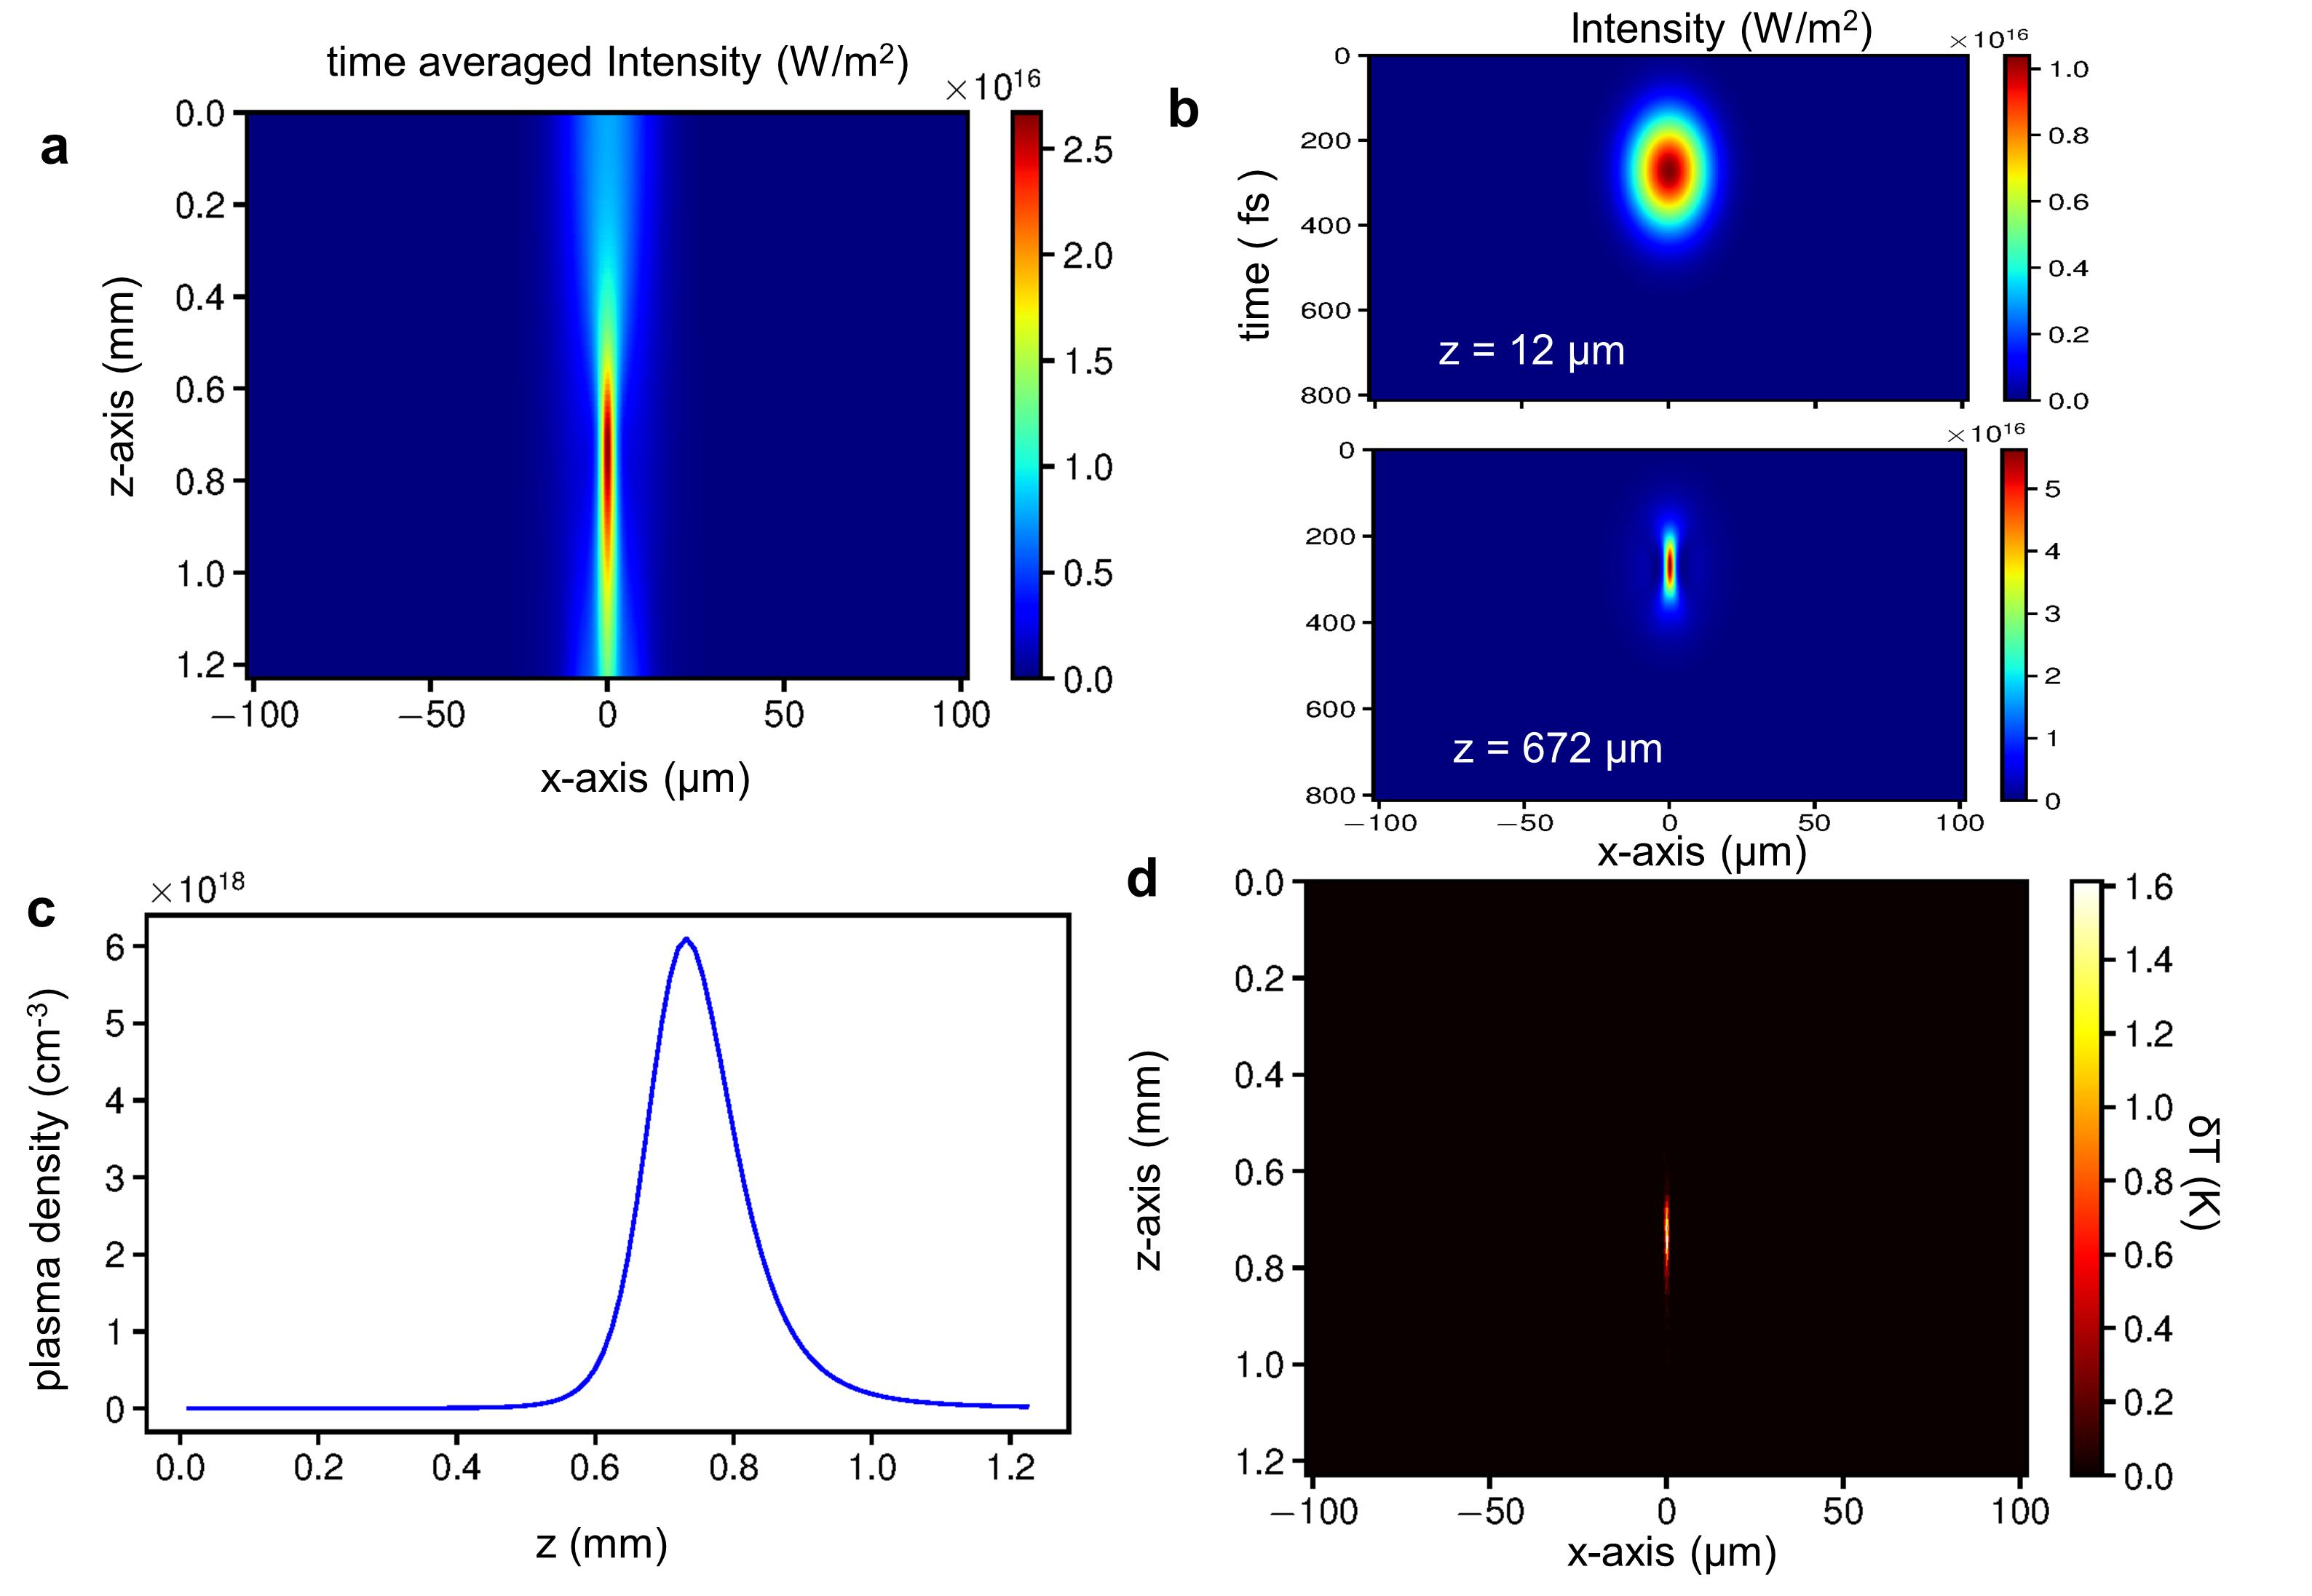 a
time averaged Intensity (W/m²)
×10¹⁶
0.0
0.2
0.4
0.6
0.8
1.0
1.2
z-axis (mm)
−100 −50 0 50 100
x-axis (μm)
2.5
2.0
1.5
1.0
0.5
0.0
b
Intensity (W/m²)
×10¹⁶
0
200
400
600
800
time ( fs )
z = 12 μm
1.0
0.8
0.6
0.4
0.2
0.0
×10¹⁶
0
200
400
600
800
z = 672 μm
−100 −50 0 50 100
x-axis (μm)
5
4
3
2
1
0
c
×10¹⁸
6
5
4
3
2
1
0
plasma density (cm⁻³)
0.0 0.2 0.4 0.6 0.8 1.0 1.2
z (mm)
d
0.0
0.2
0.4
0.6
0.8
1.0
1.2
z-axis (mm)
−100 −50 0 50 100
x-axis (μm)
1.6
1.4
1.2
1.0
0.8
0.6
0.4
0.2
0.0
δT (K)